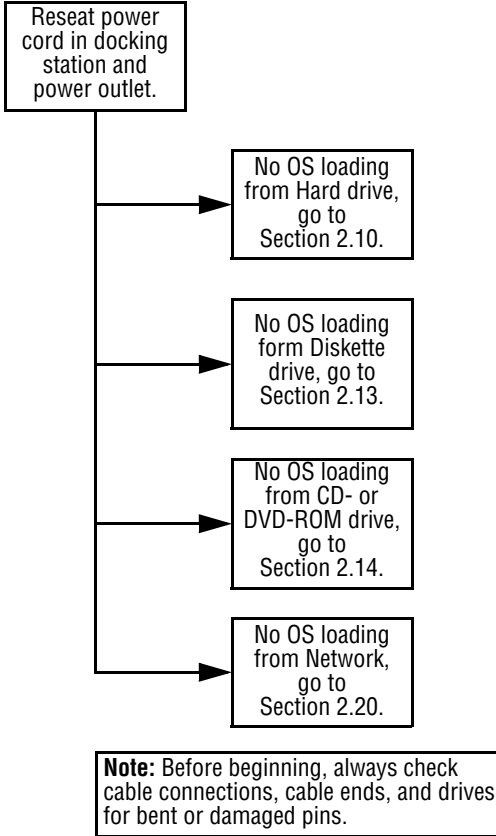 Reseat power
cord in docking
station and
power outlet.
No OS loading
from Hard drive,
go to
Section 2.10.
No OS loading
form Diskette
drive, go to
Section 2.13.
No OS loading
from CD- or
DVD-ROM drive,
go to
Section 2.14.
No OS loading
from Network,
go to
Section 2.20.
Note: Before beginning, always check
cable connections, cable ends, and drives
for bent or damaged pins.